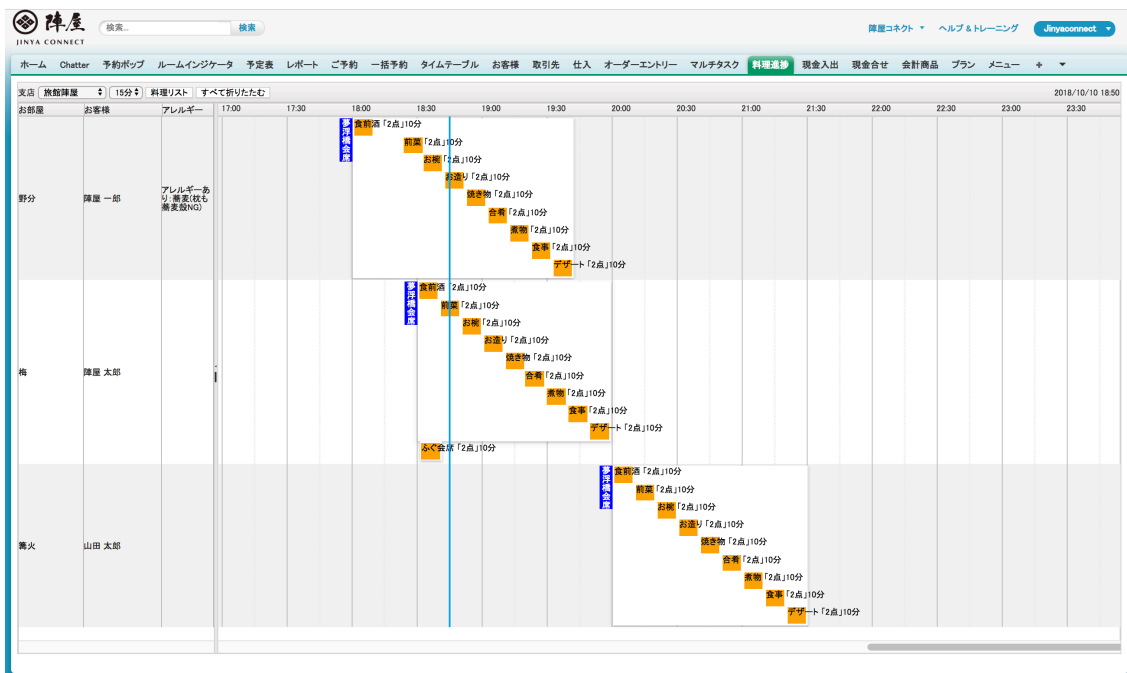 陣屋
JINYA CONNECT
検索...
検索
陣屋コネクト
ヘルプ & トレーニング
Jinyaconnect
ホーム Chatter 予約ポップ ルームインジケータ 予定表 レポート ご予約 一括予約 タイムテーブル お客様 取引先 仕入 オーダーエントリー マルチタスク 料理進捗 現金入出 現金合せ 会計商品 プラン メニュー +
支店 旅館陣屋 15分 料理リスト すべて折りたたむ 2018/10/10 18:50
お部屋 お客様 アレルギー 17:00 17:30 18:00 18:30 19:00 19:30 20:00 20:30 21:00 21:30 22:00 22:30 23:00 23:30
野分 陣屋 一郎
アレルギーあ
り：蕎麦(枕も
蕎麦殻NG)
夢浮橋会席
食前酒「2点」10分
前菜「2点」10分
お椀「2点」10分
お造り「2点」10分
焼き物「2点」10分
合肴「2点」10分
煮物「2点」10分
食事「2点」10分
デザート「2点」10分
梅 陣屋 太郎
夢浮橋会席
食前酒「2点」10分
前菜「2点」10分
お椀「2点」10分
お造り「2点」10分
焼き物「2点」10分
合肴「2点」10分
煮物「2点」10分
食事「2点」10分
デザート「2点」10分
ふぐ会席「2点」10分
篝火 山田 太郎
夢浮橋会席
食前酒「2点」10分
前菜「2点」10分
お椀「2点」10分
お造り「2点」10分
焼き物「2点」10分
合肴「2点」10分
煮物「2点」10分
食事「2点」10分
デザート「2点」10分